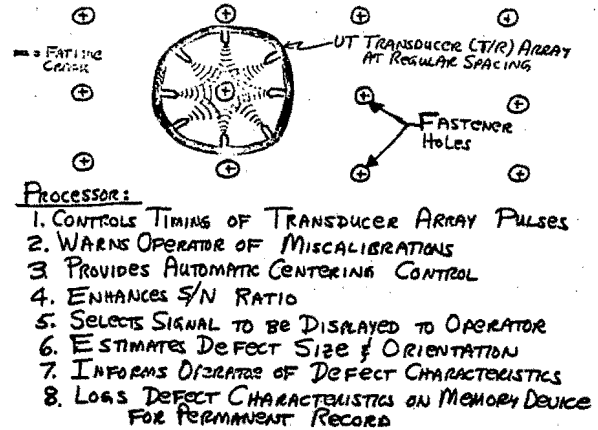 UT TRANSDUCER (T/R) ARRAY
AT REGULAR SPACING
= FATIGUE
CRACK
FASTENER
HOLES
PROCESSOR:
1. CONTROLS TIMING OF TRANSDUCER ARRAY PULSES
2. WARNS OPERATOR OF MISCALIBRATIONS
3 PROVIDES AUTOMATIC CENTERING CONTROL
4. ENHANCES S/N RATIO
5. SELECTS SIGNAL TO BE DISPLAYED TO OPERATOR
6. ESTIMATES DEFECT SIZE & ORIENTATION
7. INFORMS OPERATOR OF DEFECT CHARACTERISTICS
8. LOGS DEFECT CHARACTERISTICS ON MEMORY DEVICE
FOR PERMANENT RECORD